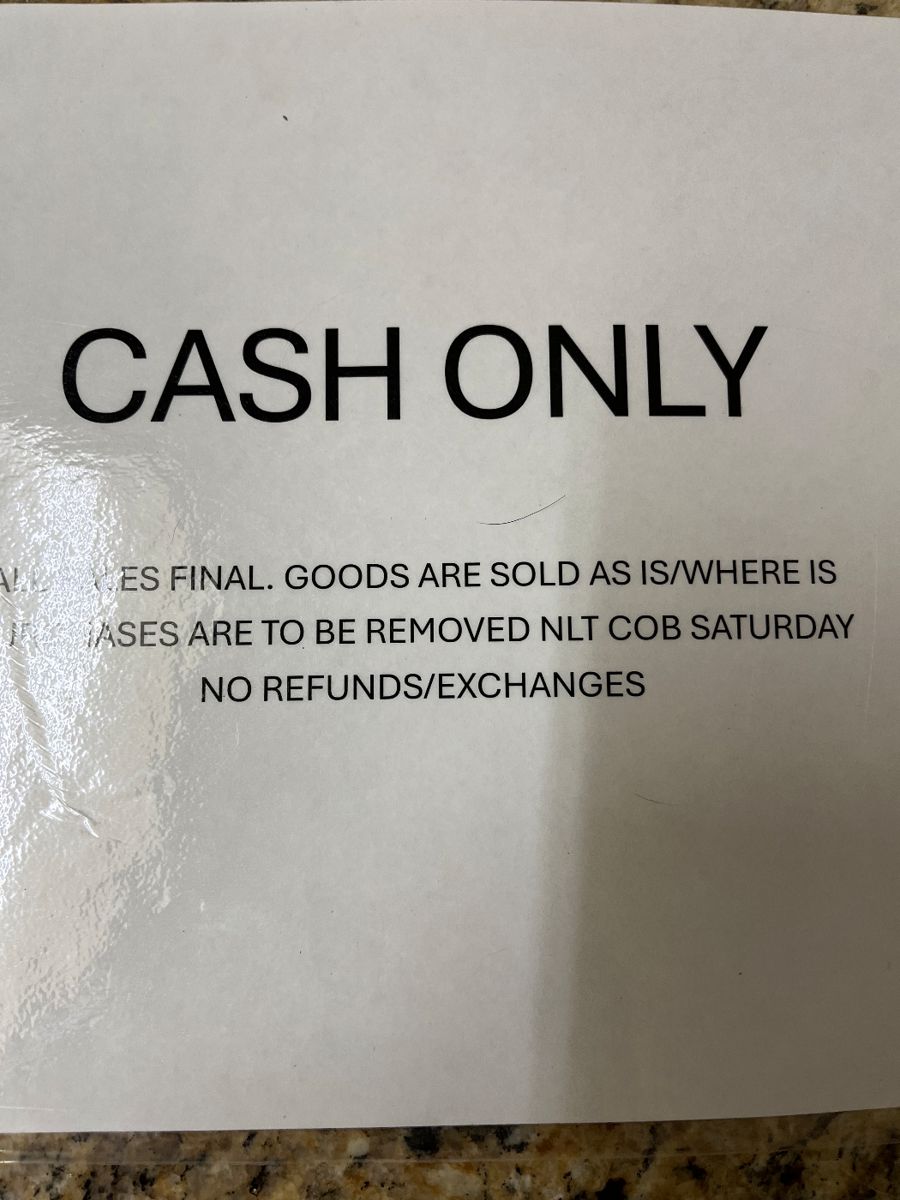 CASH ONLY
FINAL. GOODS ARE SOLD AS IS/WHERE IS
ARE TO BE REMOVED NLT COB SATURDAY
NO REFUNDS/EXCHANGES